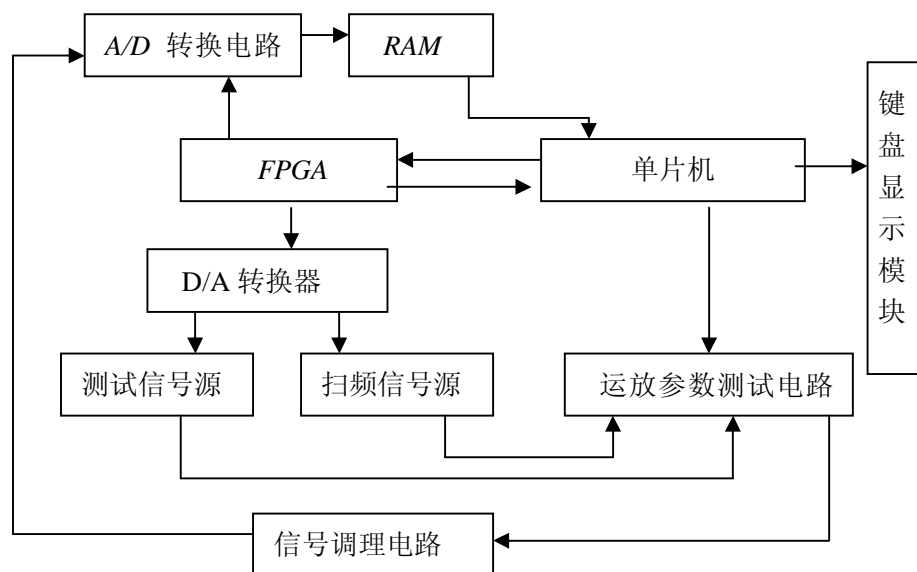 A/D 转换电路
RAM
键盘显示模块
FPGA
单片机
D/A 转换器
测试信号源
扫频信号源
运放参数测试电路
信号调理电路